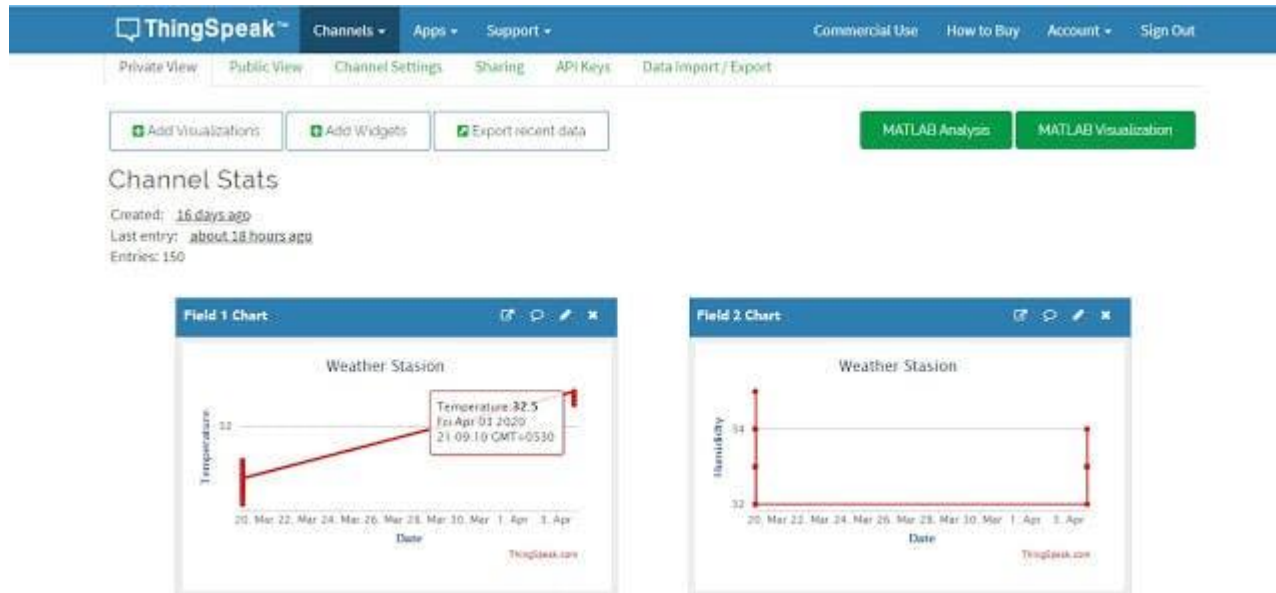 ThingSpeak™ Channels Apps Support Commercial Use How to Buy Account Sign Out
Private View Public View Channel Settings Sharing API Keys Data Import / Export
Add Visualizations Add Widgets Export recent data MATLAB Analysis MATLAB Visualization
Channel Stats
Created: 16 days ago
Last entry: about 18 hours ago
Entries: 150
Field 1 Chart
Weather Stasion
Temperature
32
Temperature: 32.5
Fri Apr 03 2020
21:09:10 GMT+0530
20. Mar 22. Mar 24. Mar 26. Mar 28. Mar 30. Mar 1. Apr 3. Apr
Date
ThingSpeak.com
Field 2 Chart
Weather Stasion
Humidity
34
32
20. Mar 22. Mar 24. Mar 26. Mar 28. Mar 30. Mar 1. Apr 3. Apr
Date
ThingSpeak.com